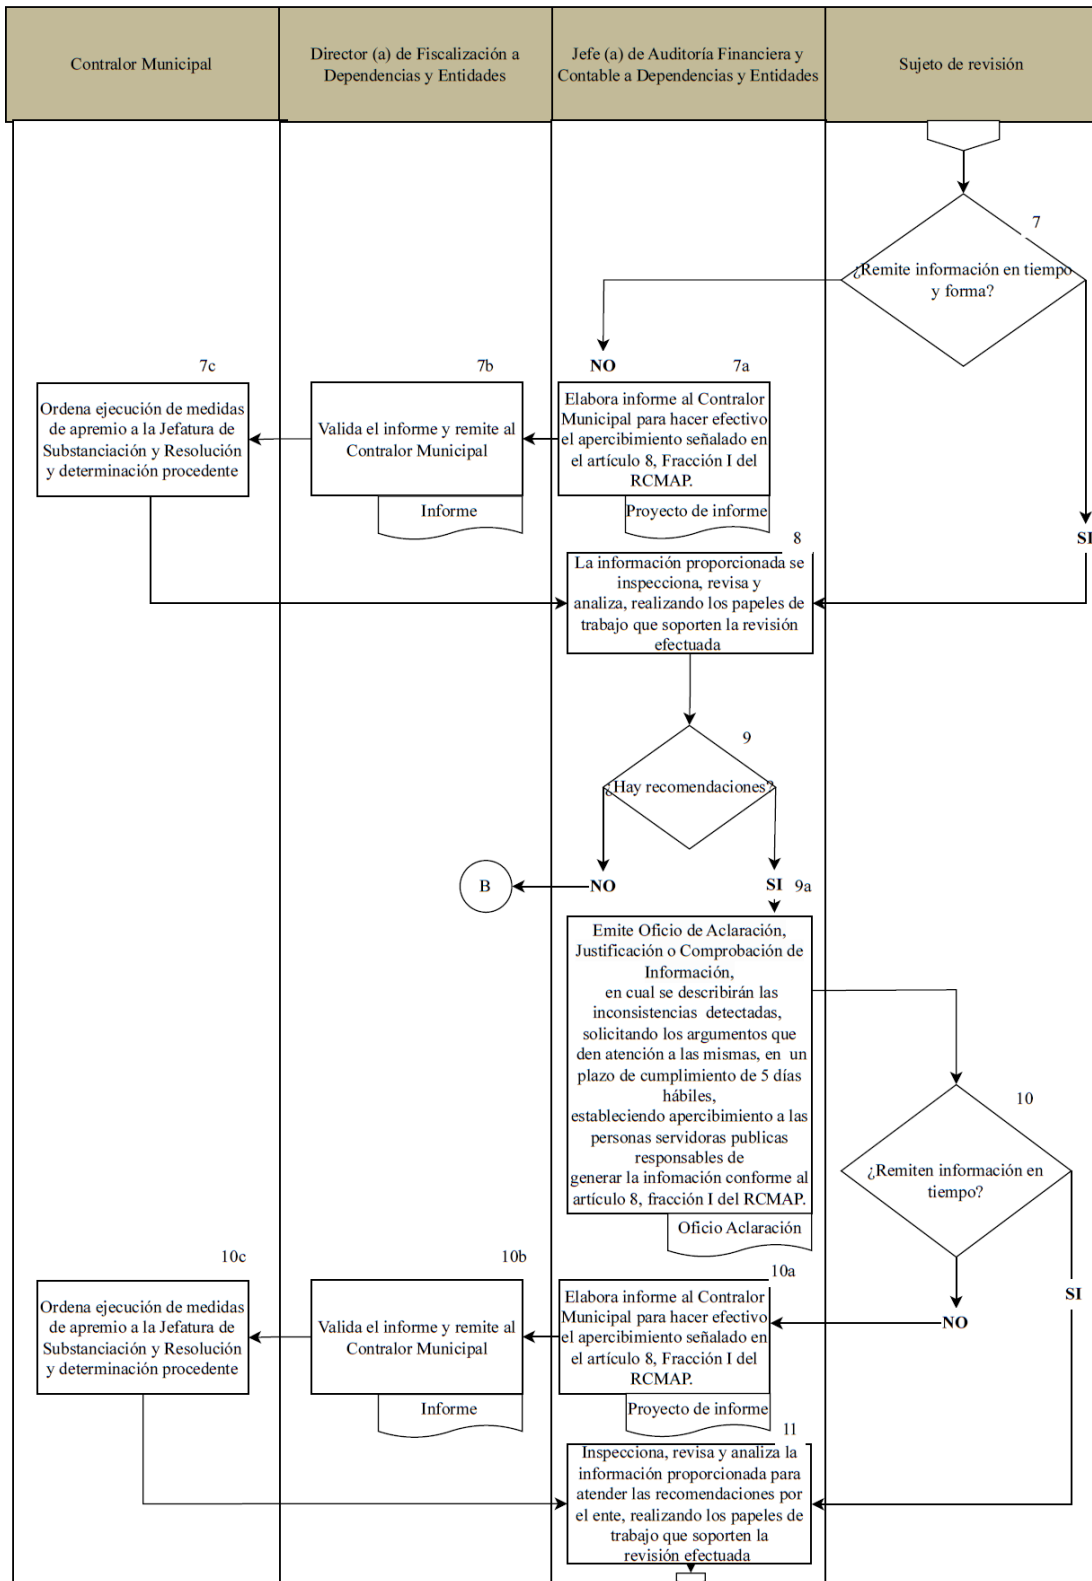 Contralor Municipal
Director (a) de Fiscalización a
Dependencias y Entidades
Jefe (a) de Auditoría Financiera y
Contable a Dependencias y Entidades
Sujeto de revisión
7
¿Remite información en tiempo
y forma?
NO
SI
7c
Ordena ejecución de medidas
de apremio a la Jefatura de
Substanciación y Resolución
y determinación procedente
7b
Valida el informe y remite al
Contralor Municipal
Informe
7a
Elabora informe al Contralor
Municipal para hacer efectivo
el apercibimiento señalado en
el artículo 8, Fracción I del
RCMAP.
Proyecto de informe
8
La información proporcionada se
inspecciona, revisa y
analiza, realizando los papeles de
trabajo que soporten la revisión
efectuada
9
¿Hay recomendaciones?
B
NO
SI
9a
Emite Oficio de Aclaración,
Justificación o Comprobación de
Información,
en cual se describirán las
inconsistencias detectadas,
solicitando los argumentos que
den atención a las mismas, en un
plazo de cumplimiento de 5 días
hábiles,
estableciendo apercibimiento a las
personas servidoras publicas
responsables de
generar la infomación conforme al
artículo 8, fracción I del RCMAP.
Oficio Aclaración
10
¿Remiten información en
tiempo?
SI
NO
10c
Ordena ejecución de medidas
de apremio a la Jefatura de
Substanciación y Resolución
y determinación procedente
10b
Valida el informe y remite al
Contralor Municipal
Informe
10a
Elabora informe al Contralor
Municipal para hacer efectivo
el apercibimiento señalado en
el artículo 8, Fracción I del
RCMAP.
Proyecto de informe
11
Inspecciona, revisa y analiza la
información proporcionada para
atender las recomendaciones por
el ente, realizando los papeles de
trabajo que soporten la
revisión efectuada